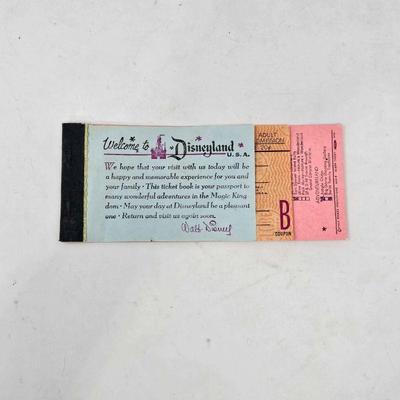 Welcome to Disneyland
U.S.A.
We hope that your visit with us today will be
a happy and memorable experience for you and
your family · This ticket book is your passport to
many wonderful adventures in the Magic King
dom · May your day at Disneyland be a pleasant
one · Return and visit us again soon.
Walt Disney
ADULT
ADMISSION
B
COUPON
ADVENTURELAND